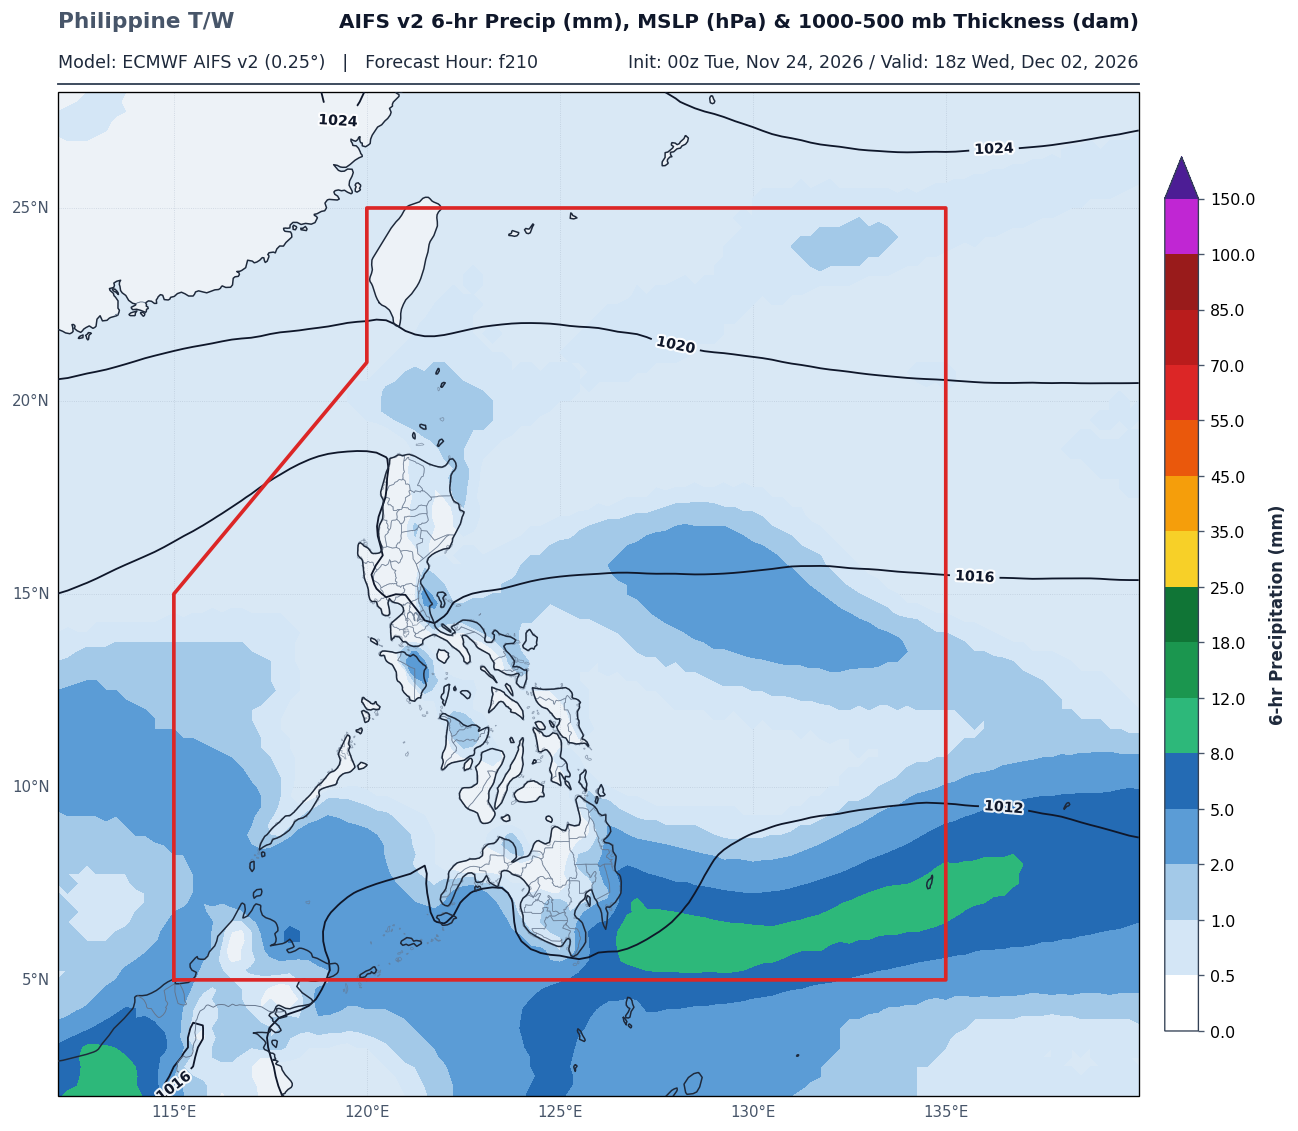 Philippine T/W
AIFS v2 6-hr Precip (mm), MSLP (hPa) & 1000-500 mb Thickness (dam)
Model: ECMWF AIFS v2 (0.25°)   |   Forecast Hour: f210
Init: 00z Tue, Nov 24, 2026 / Valid: 18z Wed, Dec 02, 2026
1024
1024
25°N
1020
20°N
1016
15°N
10°N
1012
5°N
1016
115°E
120°E
125°E
130°E
135°E
150.0
100.0
85.0
70.0
55.0
45.0
35.0
25.0
18.0
12.0
8.0
5.0
2.0
1.0
0.5
0.0
6-hr Precipitation (mm)